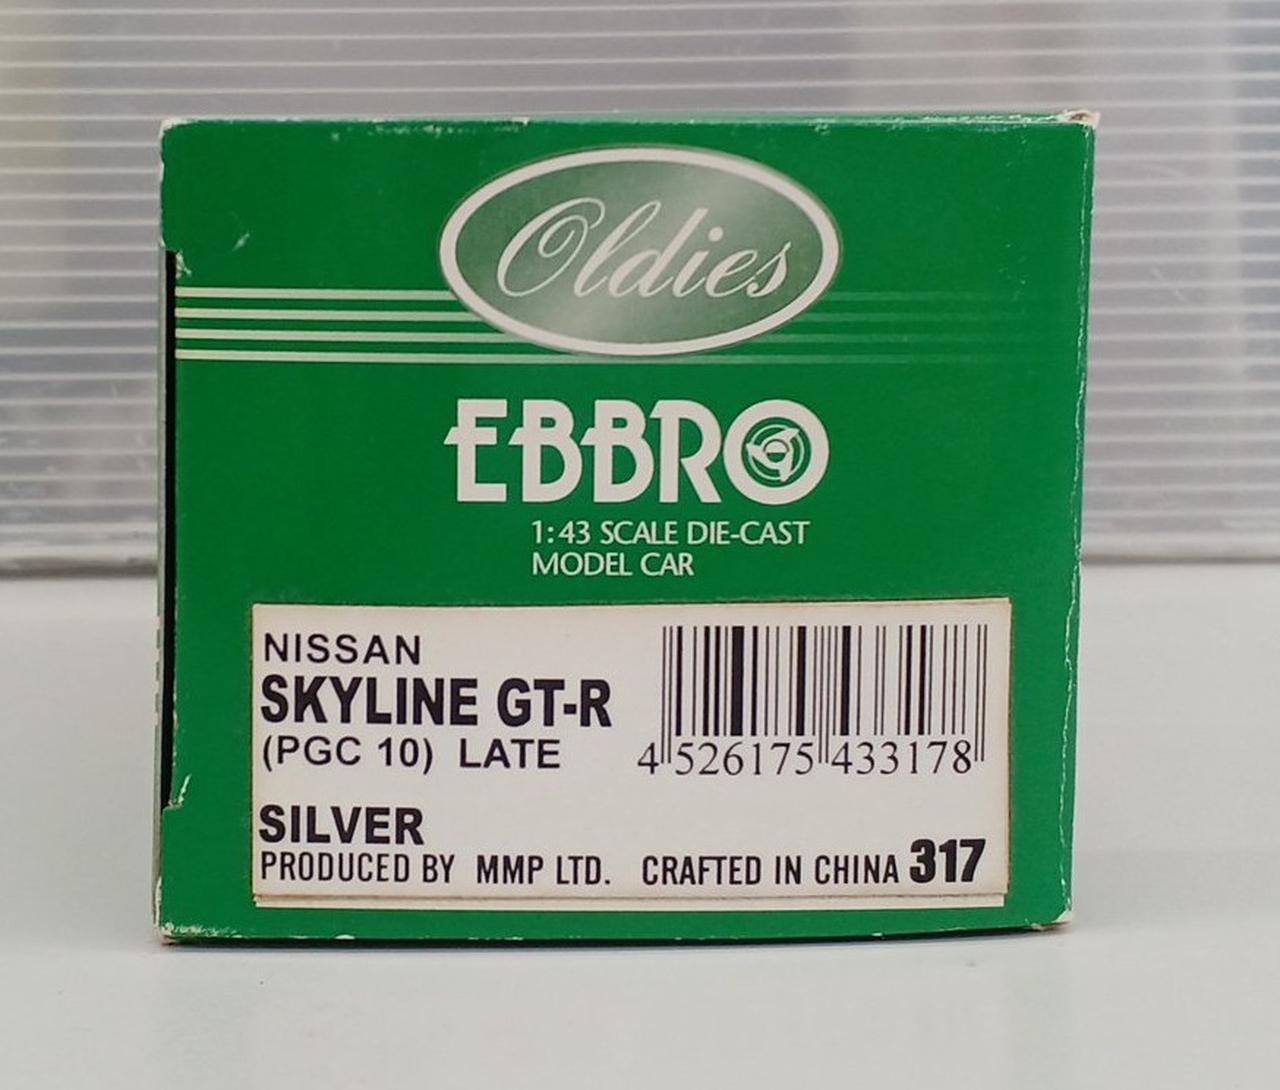 Oldies
EBBRO
1:43 SCALE DIE-CAST
MODEL CAR
NISSAN
SKYLINE GT-R
(PGC 10) LATE
4 526175 433178
SILVER
PRODUCED BY MMP LTD. CRAFTED IN CHINA 317